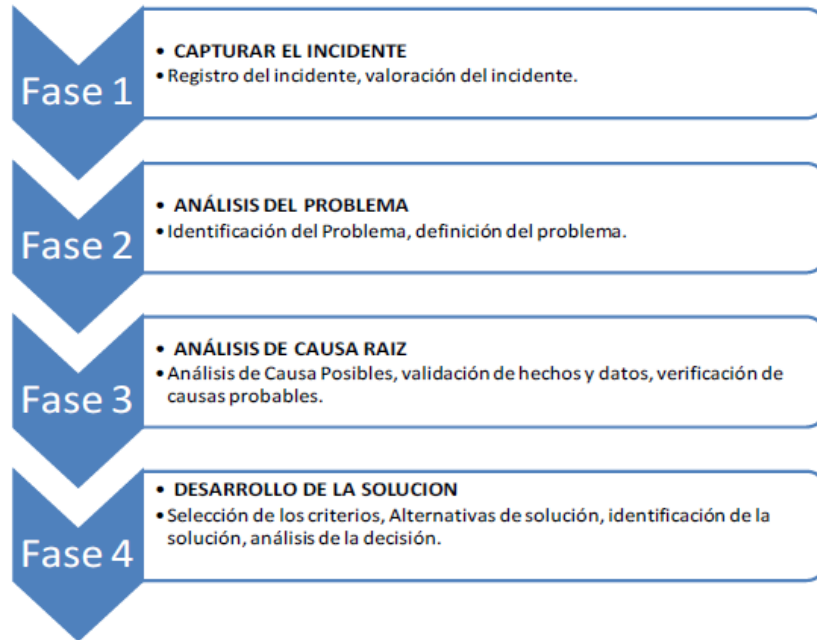 Fase 1
• CAPTURAR EL INCIDENTE
• Registro del incidente, valoración del incidente.
Fase 2
• ANÁLISIS DEL PROBLEMA
• Identificación del Problema, definición del problema.
Fase 3
• ANÁLISIS DE CAUSA RAIZ
• Análisis de Causa Posibles, validación de hechos y datos, verificación de
causas probables.
Fase 4
• DESARROLLO DE LA SOLUCION
• Selección de los criterios, Alternativas de solución, identificación de la
solución, análisis de la decisión.